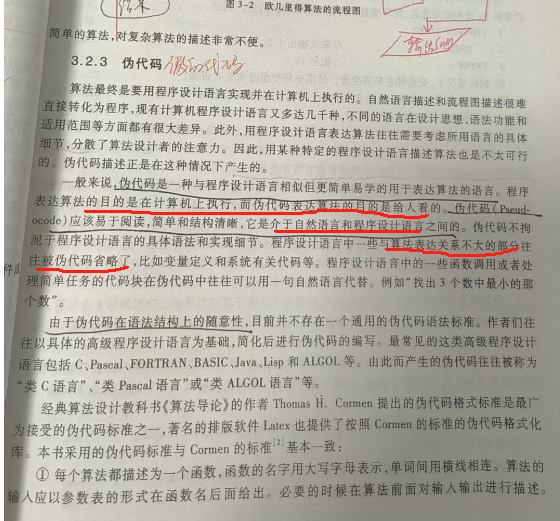 图 3-2 欧几里得算法的流程图
简单的算法,对复杂算法的描述非常不便。
3.2.3 伪代码 假的代码
算法最终是要用程序设计语言实现并在计算机上执行的。自然语言描述和流程图描述很难
直接转化为程序,现有计算机程序设计语言又多达几千种,不同的语言在设计思想、语法功能和
适用范围等方面都有很大差异。此外,用程序设计语言表达算法往往需要考虑所用语言的具体
细节,分散了算法设计者的注意力。因此,用某种特定的程序设计语言描述算法也是不太可行
的。伪代码描述正是在这种情况下产生的。
一般来说,伪代码是一种与程序设计语言相似但更简单易学的用于表达算法的语言。程序
表达算法的目的是在计算机上执行,而伪代码表达算法的目的是给人看的。伪代码(Pseud-
ocode)应该易于阅读,简单和结构清晰,它是介于自然语言和程序设计语言之间的。伪代码不拘
泥于程序设计语言的具体语法和实现细节。程序设计语言中一些与算法表达关系不大的部分往
往被伪代码省略了,比如变量定义和系统有关代码等。程序设计语言中的一些函数调用或者处
理简单任务的代码块在伪代码中往往可以用一句自然语言代替。例如“找出 3 个数中最小的那
个数”。
由于伪代码在语法结构上的随意性,目前并不存在一个通用的伪代码语法标准。作者们往
往以具体的高级程序设计语言为基础,简化后进行伪代码的编写。最常见的这类高级程序设计
语言包括 C、Pascal、FORTRAN、BASIC、Java、Lisp 和 ALGOL 等。由此而产生的伪代码往往被称为
“类 C 语言”、“类 Pascal 语言”或“类 ALGOL 语言”等。
经典算法设计教科书《算法导论》的作者 Thomas H. Cormen 提出的伪代码格式标准是最广
为接受的伪代码标准之一,著名的排版软件 Latex 也提供了按照 Cormen 的标准的伪代码格式化
库。本书采用的伪代码标准与 Cormen 的标准[2]基本一致:
① 每个算法都描述为一个函数,函数的名字用大写字母表示,单词间用横线相连。算法的
输入应以参数表的形式在函数名后面给出。必要的时候在算法前面对输入输出进行描述。